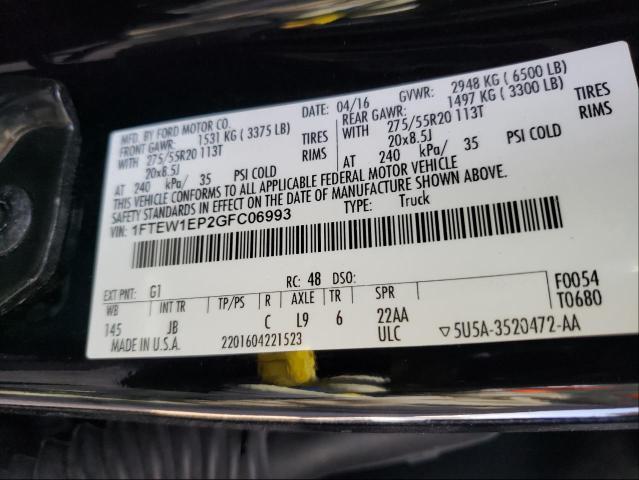 MFD. BY FORD MOTOR CO. DATE: 04/16 GVWR: 2948 KG ( 6500 LB)
FRONT GAWR: 1531 KG ( 3375 LB) REAR GAWR: 1497 KG ( 3300 LB)
WITH 275/55R20 113T TIRES WITH 275/55R20 113T TIRES
20x8.5J RIMS 20x8.5J RIMS
AT 240 kPa/ 35 PSI COLD AT 240 kPa/ 35 PSI COLD
THIS VEHICLE CONFORMS TO ALL APPLICABLE FEDERAL MOTOR VEHICLE
SAFETY STANDARDS IN EFFECT ON THE DATE OF MANUFACTURE SHOWN ABOVE.
VIN: 1FTEW1EP2GFC06993 TYPE: Truck
EXT PNT: G1 RC: 48 DSO: F0054
WB INT TR TP/PS R AXLE TR SPR T0680
145 JB C L9 6 22AA
MADE IN U.S.A. 2201604221523 ULC ▽5U5A-3520472-AA